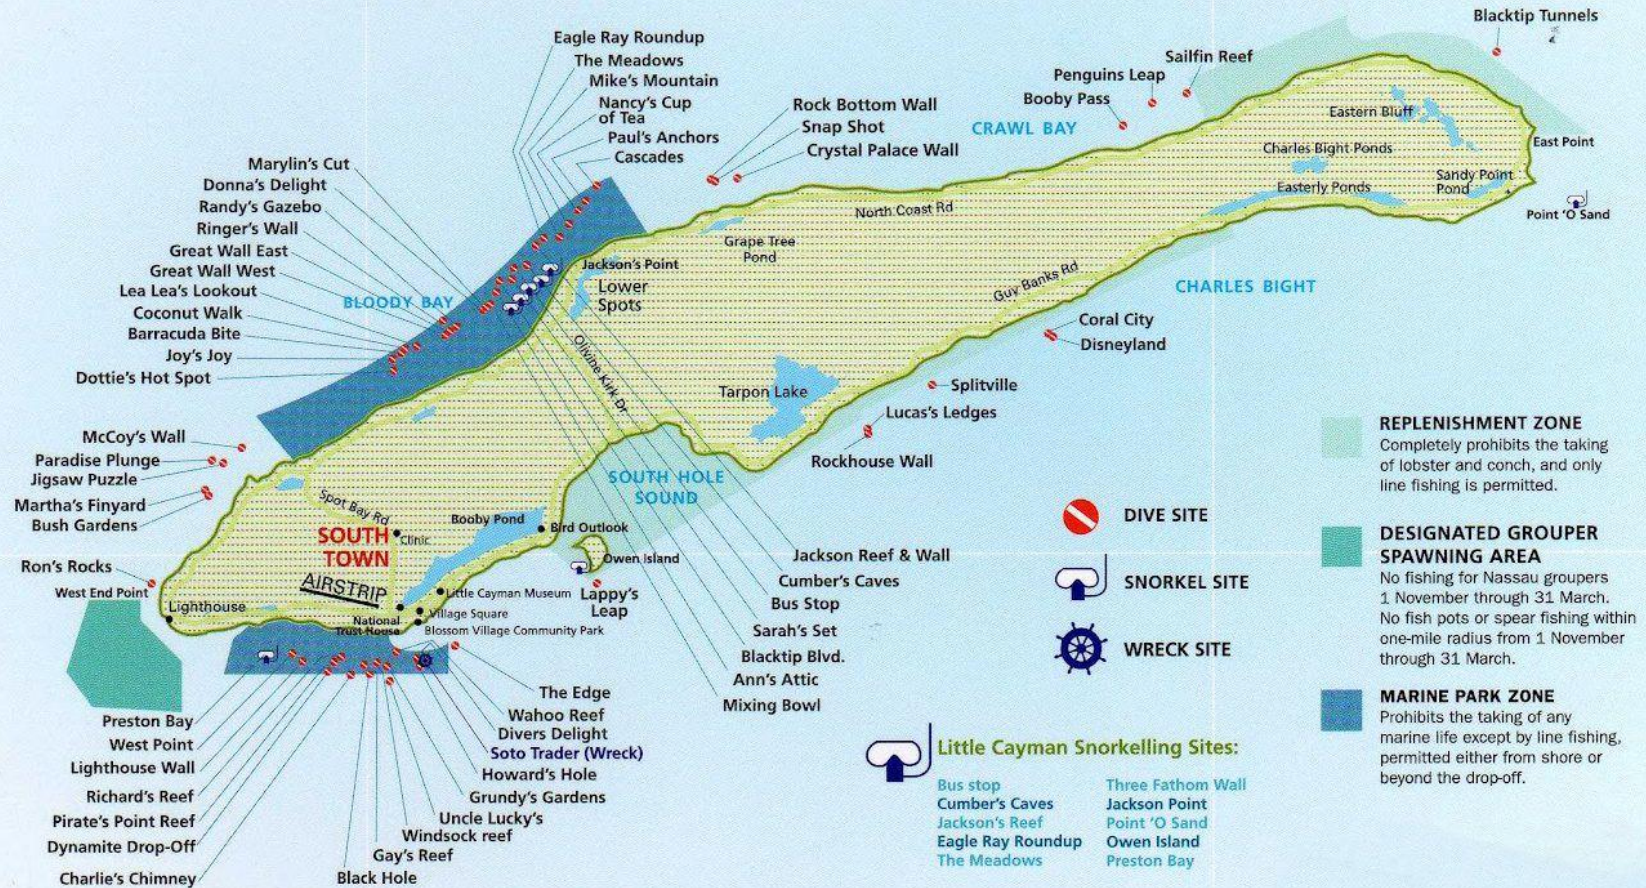 Blacktip Tunnels
Eagle Ray Roundup
The Meadows
Mike's Mountain
Nancy's Cup
of Tea
Paul's Anchors
Cascades
Sailfin Reef
Penguins Leap
Booby Pass
CRAWL BAY
Rock Bottom Wall
Snap Shot
Crystal Palace Wall
Eastern Bluff
East Point
Charles Bight Ponds
Sandy Point
Pond
Easterly Ponds
Point 'O Sand
Marylin's Cut
Donna's Delight
Randy's Gazebo
Ringer's Wall
Great Wall East
Great Wall West
Lea Lea's Lookout
Coconut Walk
Barracuda Bite
Joy's Joy
Dottie's Hot Spot
BLOODY BAY
North Coast Rd
Grape Tree
Pond
Jackson's Point
Lower
Spots
Guy Banks Rd
CHARLES BIGHT
Coral City
Disneyland
Olivine Kirk Dr
Tarpon Lake
Splitville
Lucas's Ledges
Rockhouse Wall
McCoy's Wall
Paradise Plunge
Jigsaw Puzzle
Martha's Finyard
Bush Gardens
SOUTH HOLE
SOUND
Spot Bay Rd
SOUTH
TOWN
Clinic
Booby Pond
Bird Outlook
Owen Island
Ron's Rocks
West End Point
Lighthouse
AIRSTRIP
Little Cayman Museum
Village Square
National
Trust House
Blossom Village Community Park
Lappy's
Leap
Jackson Reef & Wall
Cumber's Caves
Bus Stop
Sarah's Set
Blacktip Blvd.
Ann's Attic
Mixing Bowl
Preston Bay
West Point
Lighthouse Wall
Richard's Reef
Pirate's Point Reef
Dynamite Drop-Off
Charlie's Chimney
The Edge
Wahoo Reef
Divers Delight
Soto Trader (Wreck)
Howard's Hole
Grundy's Gardens
Uncle Lucky's
Windsock reef
Gay's Reef
Black Hole
DIVE SITE
SNORKEL SITE
WRECK SITE
Little Cayman Snorkelling Sites:
Bus stop
Cumber's Caves
Jackson's Reef
Eagle Ray Roundup
The Meadows
Three Fathom Wall
Jackson Point
Point 'O Sand
Owen Island
Preston Bay
REPLENISHMENT ZONE
Completely prohibits the taking
of lobster and conch, and only
line fishing is permitted.
DESIGNATED GROUPER
SPAWNING AREA
No fishing for Nassau groupers
1 November through 31 March.
No fish pots or spear fishing within
one-mile radius from 1 November
through 31 March.
MARINE PARK ZONE
Prohibits the taking of any
marine life except by line fishing,
permitted either from shore or
beyond the drop-off.